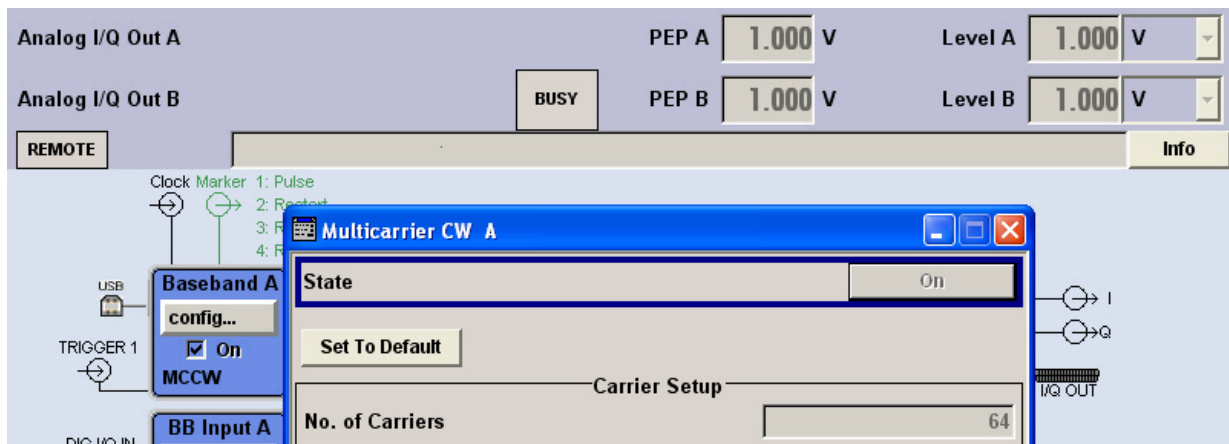 Analog I/Q Out A PEP A 1.000 V Level A 1.000 V
Analog I/Q Out B BUSY PEP B 1.000 V Level B 1.000 V
REMOTE Info
Clock Marker 1: Pulse
2: Restart
3: R
4: R
Multicarrier CW A
State On
USB
Baseband A
config...
On
MCCW
TRIGGER 1
Set To Default
Carrier Setup
No. of Carriers 64
I
Q
I/Q OUT
BB Input A
DIG I/Q IN